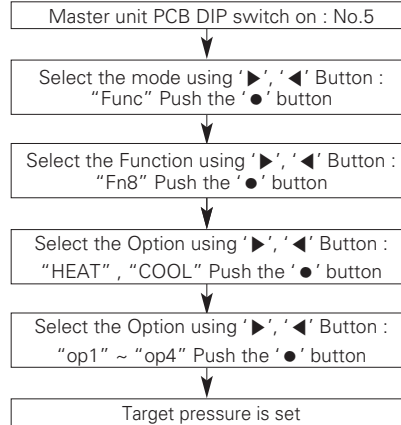 Master unit PCB DIP switch on : No.5
Select the mode using ‘▶’, ‘◀’ Button :
“Func” Push the ‘●’ button
Select the Function using ‘▶’, ‘◀’ Button :
“Fn8” Push the ‘●’ button
Select the Option using ‘▶’, ‘◀’ Button :
“HEAT” , “COOL” Push the ‘●’ button
Select the Option using ‘▶’, ‘◀’ Button :
“op1” ~ “op4” Push the ‘●’ button
Target pressure is set